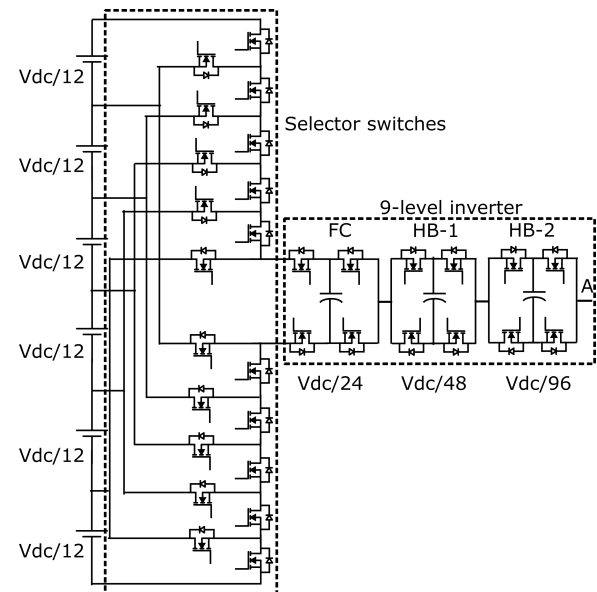 Vdc/12
Vdc/12
Vdc/12
Vdc/12
Vdc/12
Vdc/12
Selector switches
9-level inverter
FC HB-1 HB-2
A
Vdc/24 Vdc/48 Vdc/96